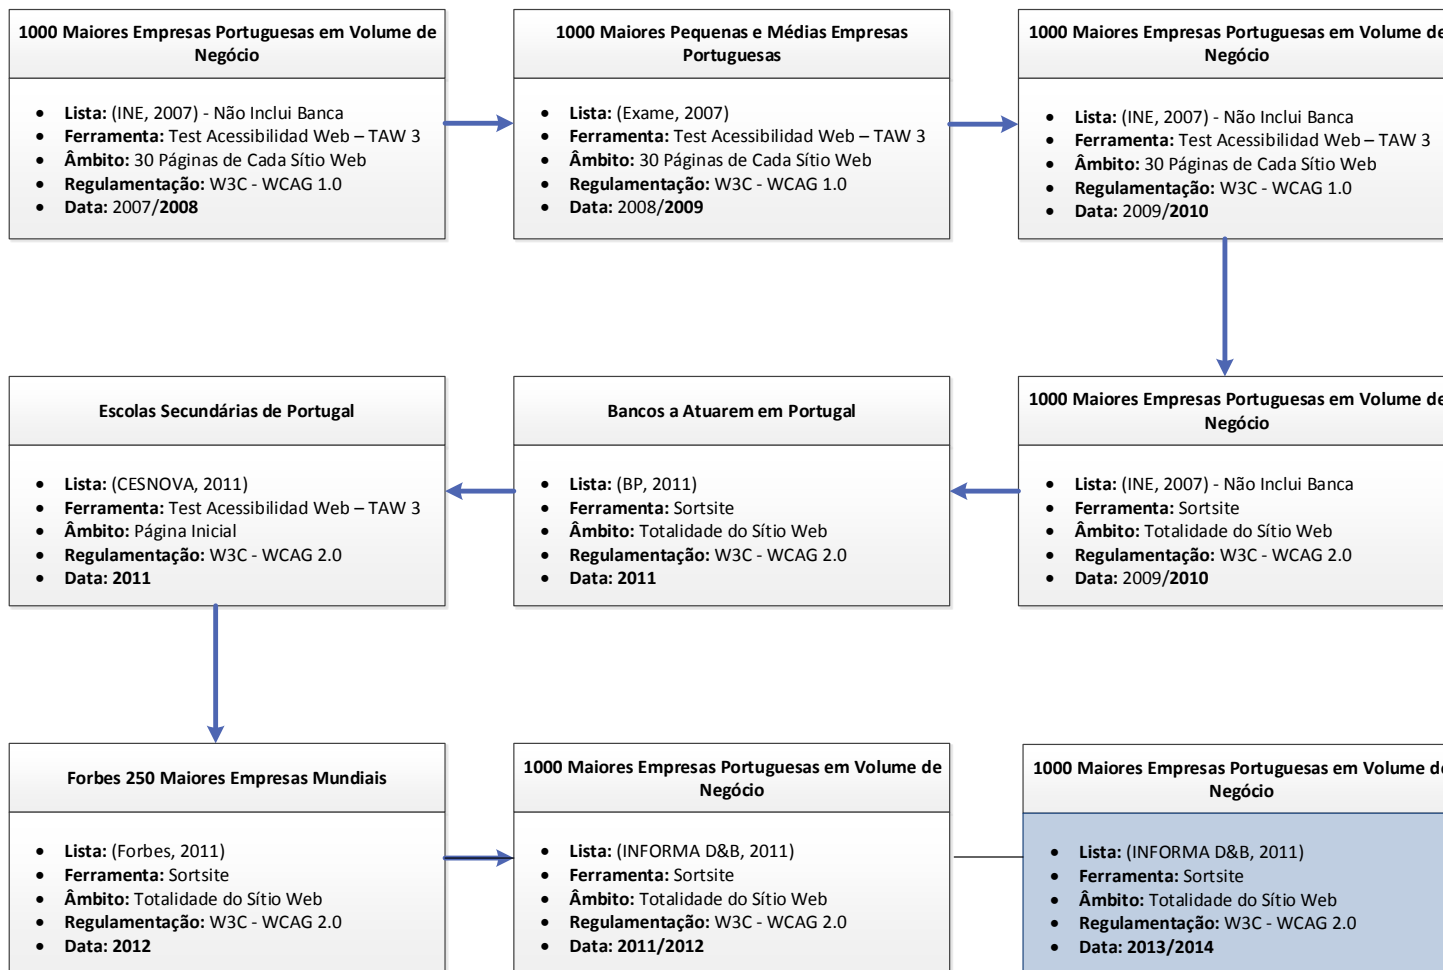 1000 Maiores Empresas Portuguesas em Volume de
Negócio
• Lista: (INE, 2007) - Não Inclui Banca
• Ferramenta: Test Acessibilidad Web – TAW 3
• Âmbito: 30 Páginas de Cada Sítio Web
• Regulamentação: W3C - WCAG 1.0
• Data: 2007/2008
1000 Maiores Pequenas e Médias Empresas
Portuguesas
• Lista: (Exame, 2007)
• Ferramenta: Test Acessibilidad Web – TAW 3
• Âmbito: 30 Páginas de Cada Sítio Web
• Regulamentação: W3C - WCAG 1.0
• Data: 2008/2009
1000 Maiores Empresas Portuguesas em Volume de
Negócio
• Lista: (INE, 2007) - Não Inclui Banca
• Ferramenta: Test Acessibilidad Web – TAW 3
• Âmbito: 30 Páginas de Cada Sítio Web
• Regulamentação: W3C - WCAG 1.0
• Data: 2009/2010
Escolas Secundárias de Portugal
• Lista: (CESNOVA, 2011)
• Ferramenta: Test Acessibilidad Web – TAW 3
• Âmbito: Página Inicial
• Regulamentação: W3C - WCAG 2.0
• Data: 2011
Bancos a Atuarem em Portugal
• Lista: (BP, 2011)
• Ferramenta: Sortsite
• Âmbito: Totalidade do Sítio Web
• Regulamentação: W3C - WCAG 2.0
• Data: 2011
1000 Maiores Empresas Portuguesas em Volume de
Negócio
• Lista: (INE, 2007) - Não Inclui Banca
• Ferramenta: Sortsite
• Âmbito: Totalidade do Sítio Web
• Regulamentação: W3C - WCAG 2.0
• Data: 2009/2010
Forbes 250 Maiores Empresas Mundiais
• Lista: (Forbes, 2011)
• Ferramenta: Sortsite
• Âmbito: Totalidade do Sítio Web
• Regulamentação: W3C - WCAG 2.0
• Data: 2012
1000 Maiores Empresas Portuguesas em Volume de
Negócio
• Lista: (INFORMA D&B, 2011)
• Ferramenta: Sortsite
• Âmbito: Totalidade do Sítio Web
• Regulamentação: W3C - WCAG 2.0
• Data: 2011/2012
1000 Maiores Empresas Portuguesas em Volume de
Negócio
• Lista: (INFORMA D&B, 2011)
• Ferramenta: Sortsite
• Âmbito: Totalidade do Sítio Web
• Regulamentação: W3C - WCAG 2.0
• Data: 2013/2014